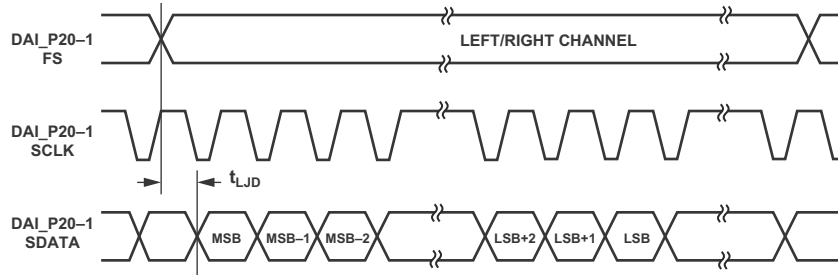 DAI_P20–1
FS
LEFT/RIGHT CHANNEL
DAI_P20–1
SCLK
tLJD
DAI_P20–1
SDATA
MSB
MSB–1
MSB–2
LSB+2
LSB+1
LSB